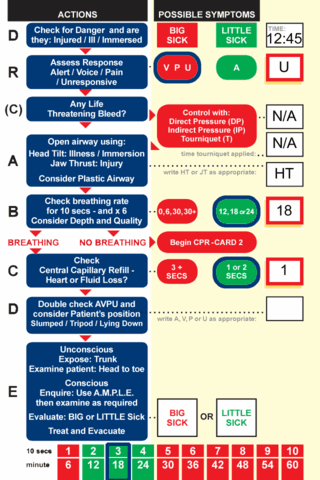 ACTIONS
POSSIBLE SYMPTOMS
D
Check for Danger and are
they: Injured / Ill / Immersed
BIG
SICK
LITTLE
SICK
TIME:
12:45
R
Assess Response
Alert / Voice / Pain
/ Unresponsive
V P U
A
U
(C)
Any Life
Threatening Bleed?
Control with:
Direct Pressure (DP)
Indirect Pressure (IP)
Tourniquet (T)
N/A
time tourniquet applied:
N/A
A
Open airway using:
Head Tilt: Illness / Immersion
Jaw Thrust: Injury
Consider Plastic Airway
write HT or JT as appropriate:
HT
B
Check breathing rate
for 10 secs - and x 6
Consider Depth and Quality
0,6,30,30+
12,18 or 24
18
BREATHING
NO BREATHING
Begin CPR -CARD 2
C
Check
Central Capillary Refill -
Heart or Fluid Loss?
3 +
SECS
1 or 2
SECS
1
D
Double check AVPU and
consider Patient's position
Slumped / Tripod / Lying Down
write A, V, P or U as appropriate:
E
Unconscious
Expose: Trunk
Examine patient: Head to toe
Conscious
Enquire: Use A.M.P.L.E.
then examine as required
Evaluate: BIG or LITTLE Sick
Treat and Evacuate
BIG
SICK
OR
LITTLE
SICK
10 secs 1 2 3 4 5 6 7 8 9 10
minute 6 12 18 24 30 36 42 48 54 60